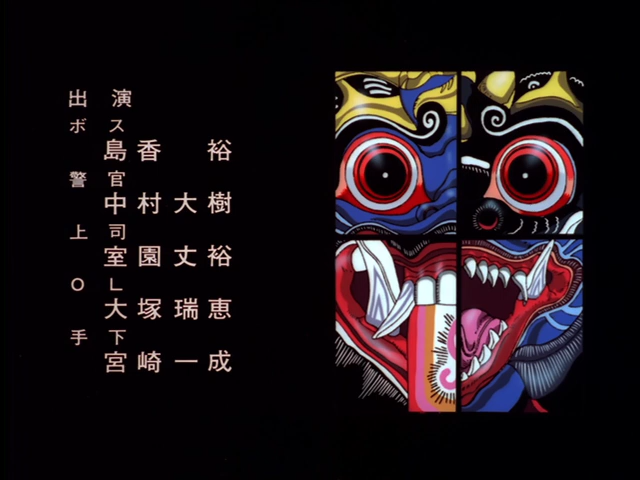 出 演
ボ ス
島 香 裕
警 官
中 村 大 樹
上 司
室 園 丈 裕
O L
大 塚 瑞 恵
手 下
宮 崎 一 成